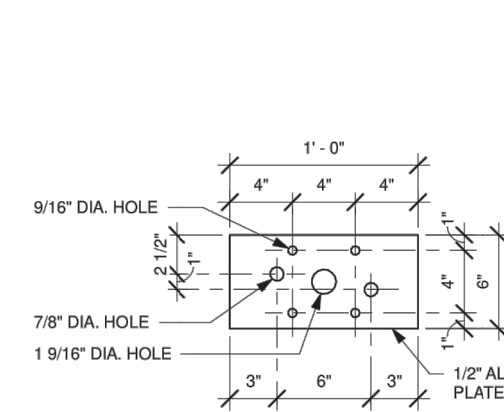 1' - 0"
4" 4" 4"
9/16" DIA. HOLE
1"
2 1/2"
1"
4" 6"
7/8" DIA. HOLE
1 9/16" DIA. HOLE
1"
1/2" AL
PLATE
3" 6" 3"